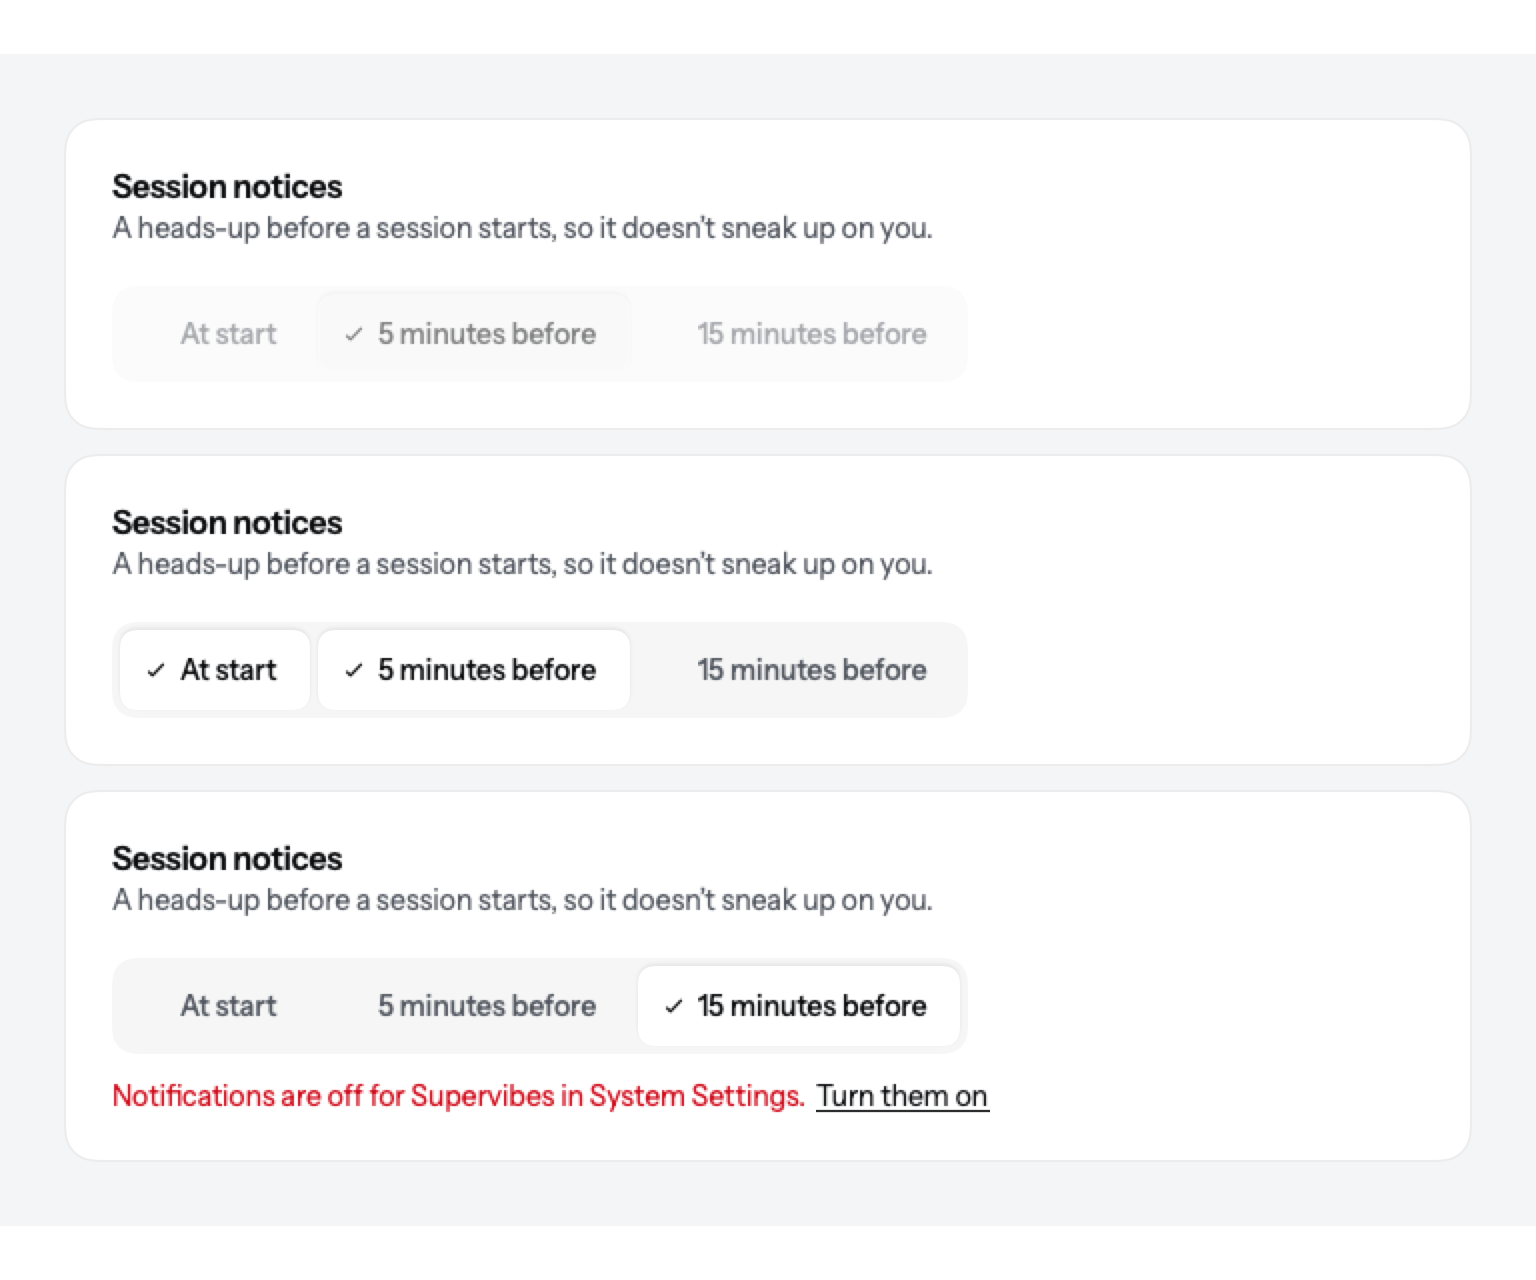 Session notices
A heads-up before a session starts, so it doesn't sneak up on you.
At start ✓ 5 minutes before 15 minutes before
Session notices
A heads-up before a session starts, so it doesn't sneak up on you.
✓ At start ✓ 5 minutes before 15 minutes before
Session notices
A heads-up before a session starts, so it doesn't sneak up on you.
At start 5 minutes before ✓ 15 minutes before
Notifications are off for Supervibes in System Settings. Turn them on